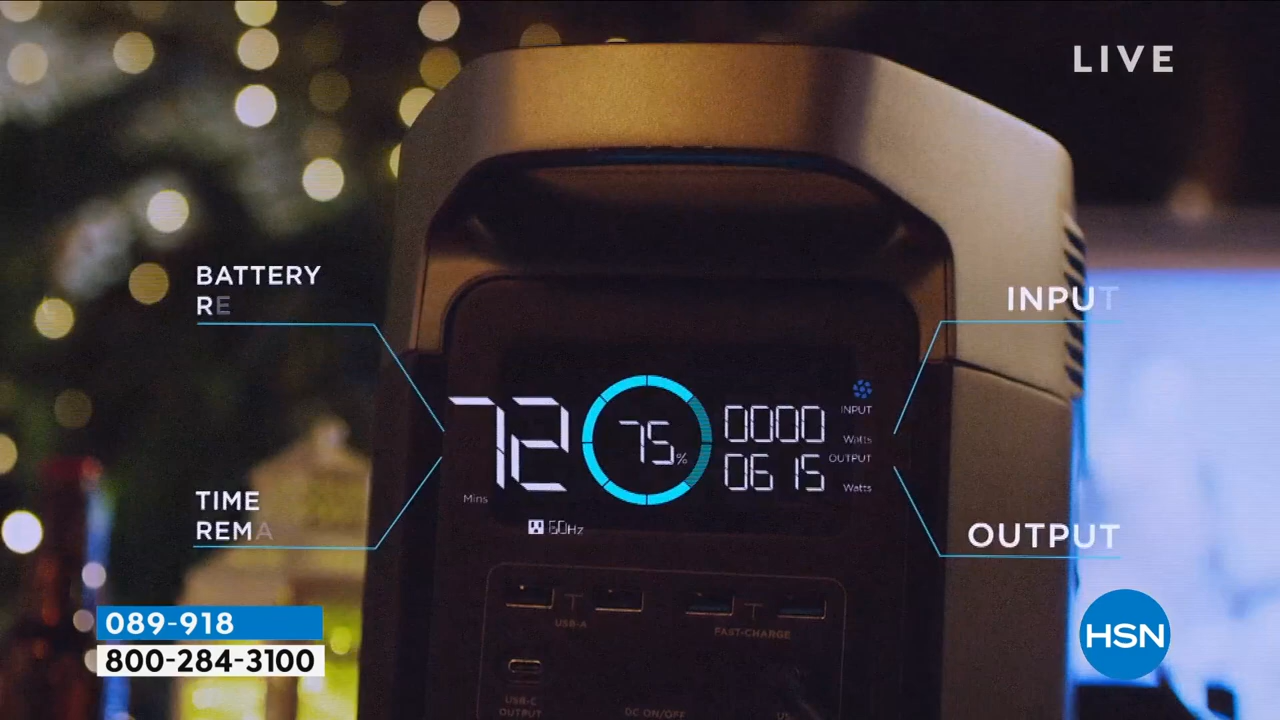 LIVE
BATTERY
RE
INPUT
72
75%
0000
INPUT
Watts
0615
OUTPUT
Watts
Mins
60Hz
TIME
REMA
OUTPUT
USB-A
FAST-CHARGE
USB-C
OUTPUT
DC ON/OFF
089-918
800-284-3100
HSN